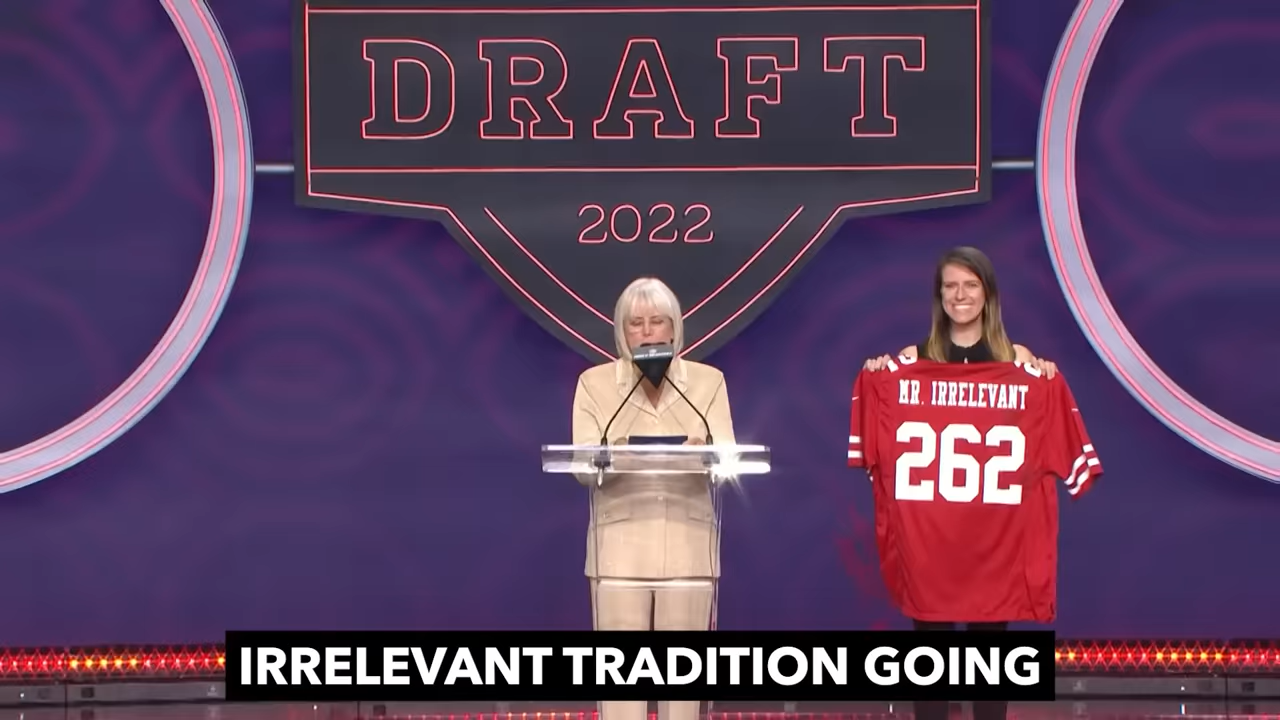 DRAFT
2022
MR. IRRELEVANT
262
IRRELEVANT TRADITION GOING